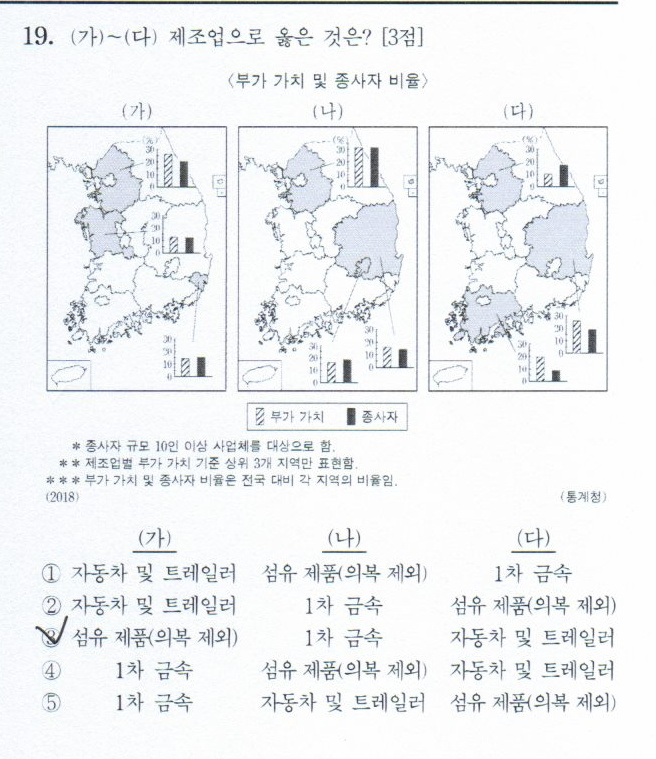 19. (가)~(다) 제조업으로 옳은 것은? [3점]
〈부가 가치 및 종사자 비율〉
(가) (나) (다)
(%) (%) (%)
30 30 30
20 20 20
10 10 10
0 0 0
30
20
10
0
30 30 30 30 30
20 20 20 20 20
10 10 10 10 10
0 0 0 0 0
부가 가치 종사자
* 종사자 규모 10인 이상 사업체를 대상으로 함.
** 제조업별 부가 가치 기준 상위 3개 지역만 표현함.
*** 부가 가치 및 종사자 비율은 전국 대비 각 지역의 비율임.
(2018) (통계청)
(가) (나) (다)
① 자동차 및 트레일러 섬유 제품(의복 제외) 1차 금속
② 자동차 및 트레일러 1차 금속 섬유 제품(의복 제외)
③ 섬유 제품(의복 제외) 1차 금속 자동차 및 트레일러
④ 1차 금속 섬유 제품(의복 제외) 자동차 및 트레일러
⑤ 1차 금속 자동차 및 트레일러 섬유 제품(의복 제외)